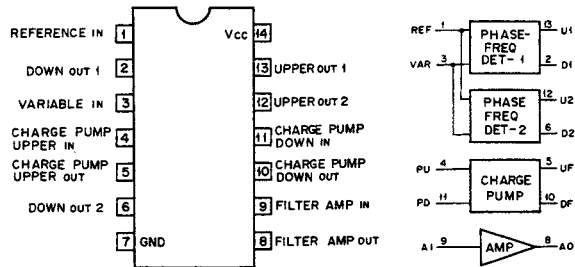 REFERENCE IN 1
DOWN OUT 1 2
VARIABLE IN 3
CHARGE PUMP
UPPER IN 4
CHARGE PUMP
UPPER OUT 5
DOWN OUT 2 6
7 GND
Vcc 14
13 UPPER OUT 1
12 UPPER OUT 2
11 CHARGE PUMP
DOWN IN
10 CHARGE PUMP
DOWN OUT
9 FILTER AMP IN
8 FILTER AMP OUT
REF 1
VAR 3
PHASE-
FREQ
DET-1
13 U1
2 D1
PHASE
FREQ
DET-2
12 U2
6 D2
PU 4
PD 11
CHARGE
PUMP
5 UF
10 DF
A1 9
AMP
8 AO